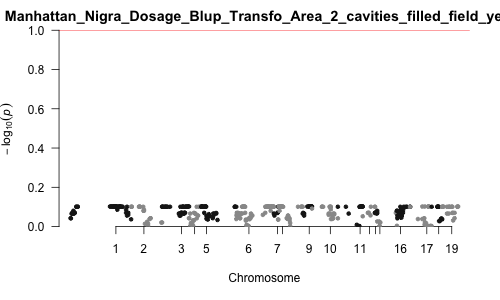 Manhattan_Nigra_Dosage_Blup_Transfo_Area_2_cavities_filled_field_ye
1.0
0.8
0.6
0.4
0.2
0.0
− log10(p)
1 2 3 5 6 7 9 10 11 16 17 19
Chromosome